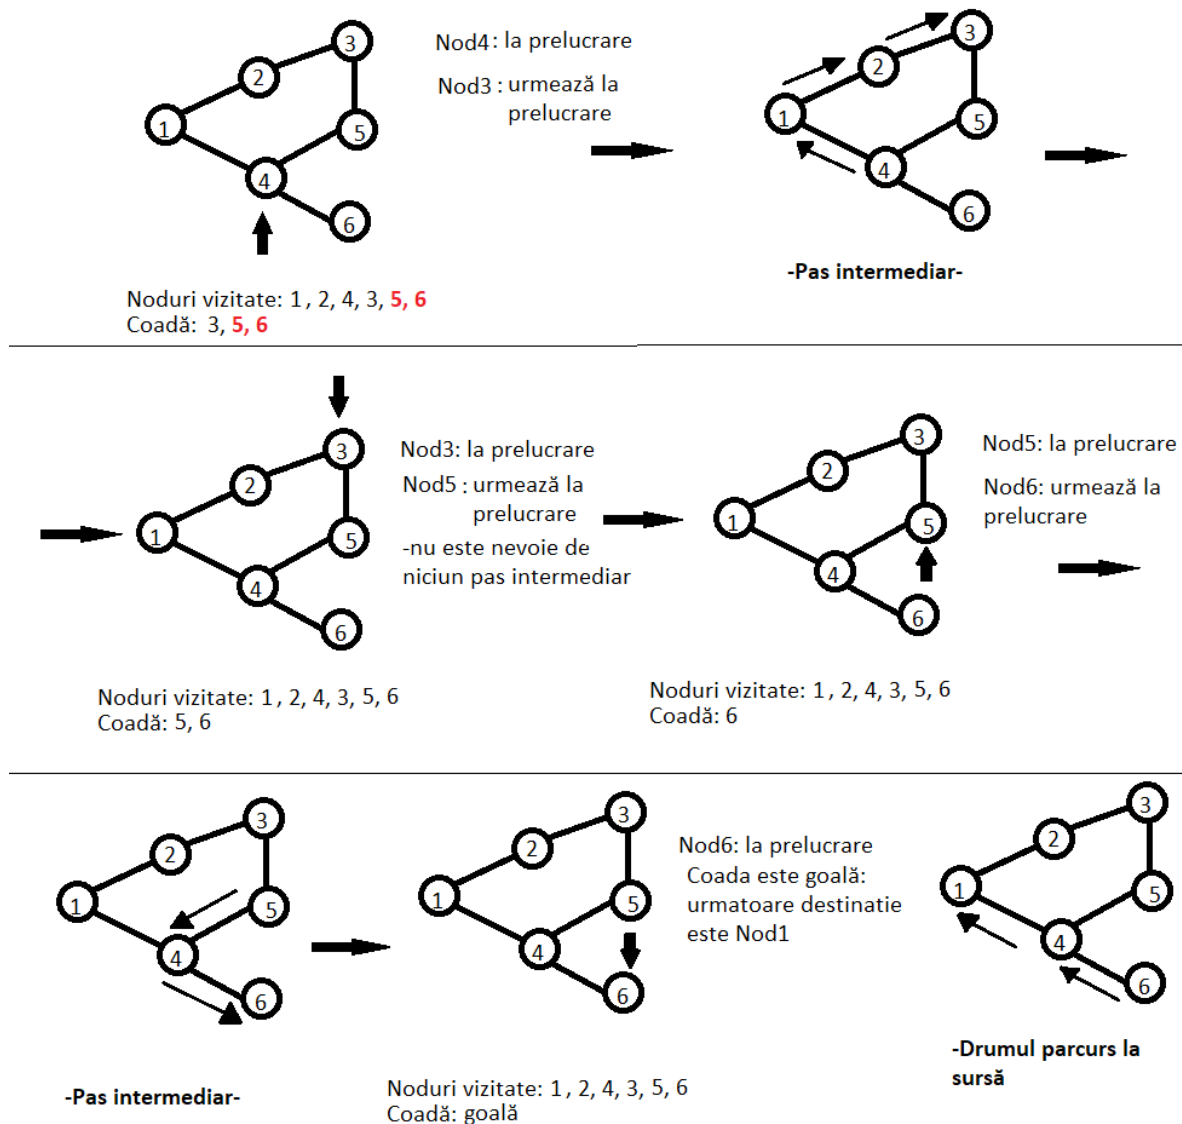 3
2
1
5
4
6
Nod4: la prelucrare
Nod3 : urmează la
prelucrare
Noduri vizitate: 1, 2, 4, 3, 5, 6
Coadă: 3, 5, 6
3
2
1
5
4
6
-Pas intermediar-
3
2
1
5
4
6
Nod3: la prelucrare
Nod5 : urmează la
prelucrare
-nu este nevoie de
niciun pas intermediar
Noduri vizitate: 1, 2, 4, 3, 5, 6
Coadă: 5, 6
3
2
1
5
4
6
Nod5: la prelucrare
Nod6: urmează la
prelucrare
Noduri vizitate: 1, 2, 4, 3, 5, 6
Coadă: 6
3
2
1
5
4
6
-Pas intermediar-
3
2
1
5
4
6
Nod6: la prelucrare
Coada este goală:
urmatoare destinatie
este Nod1
Noduri vizitate: 1, 2, 4, 3, 5, 6
Coadă: goală
3
2
1
5
4
6
-Drumul parcurs la
sursă